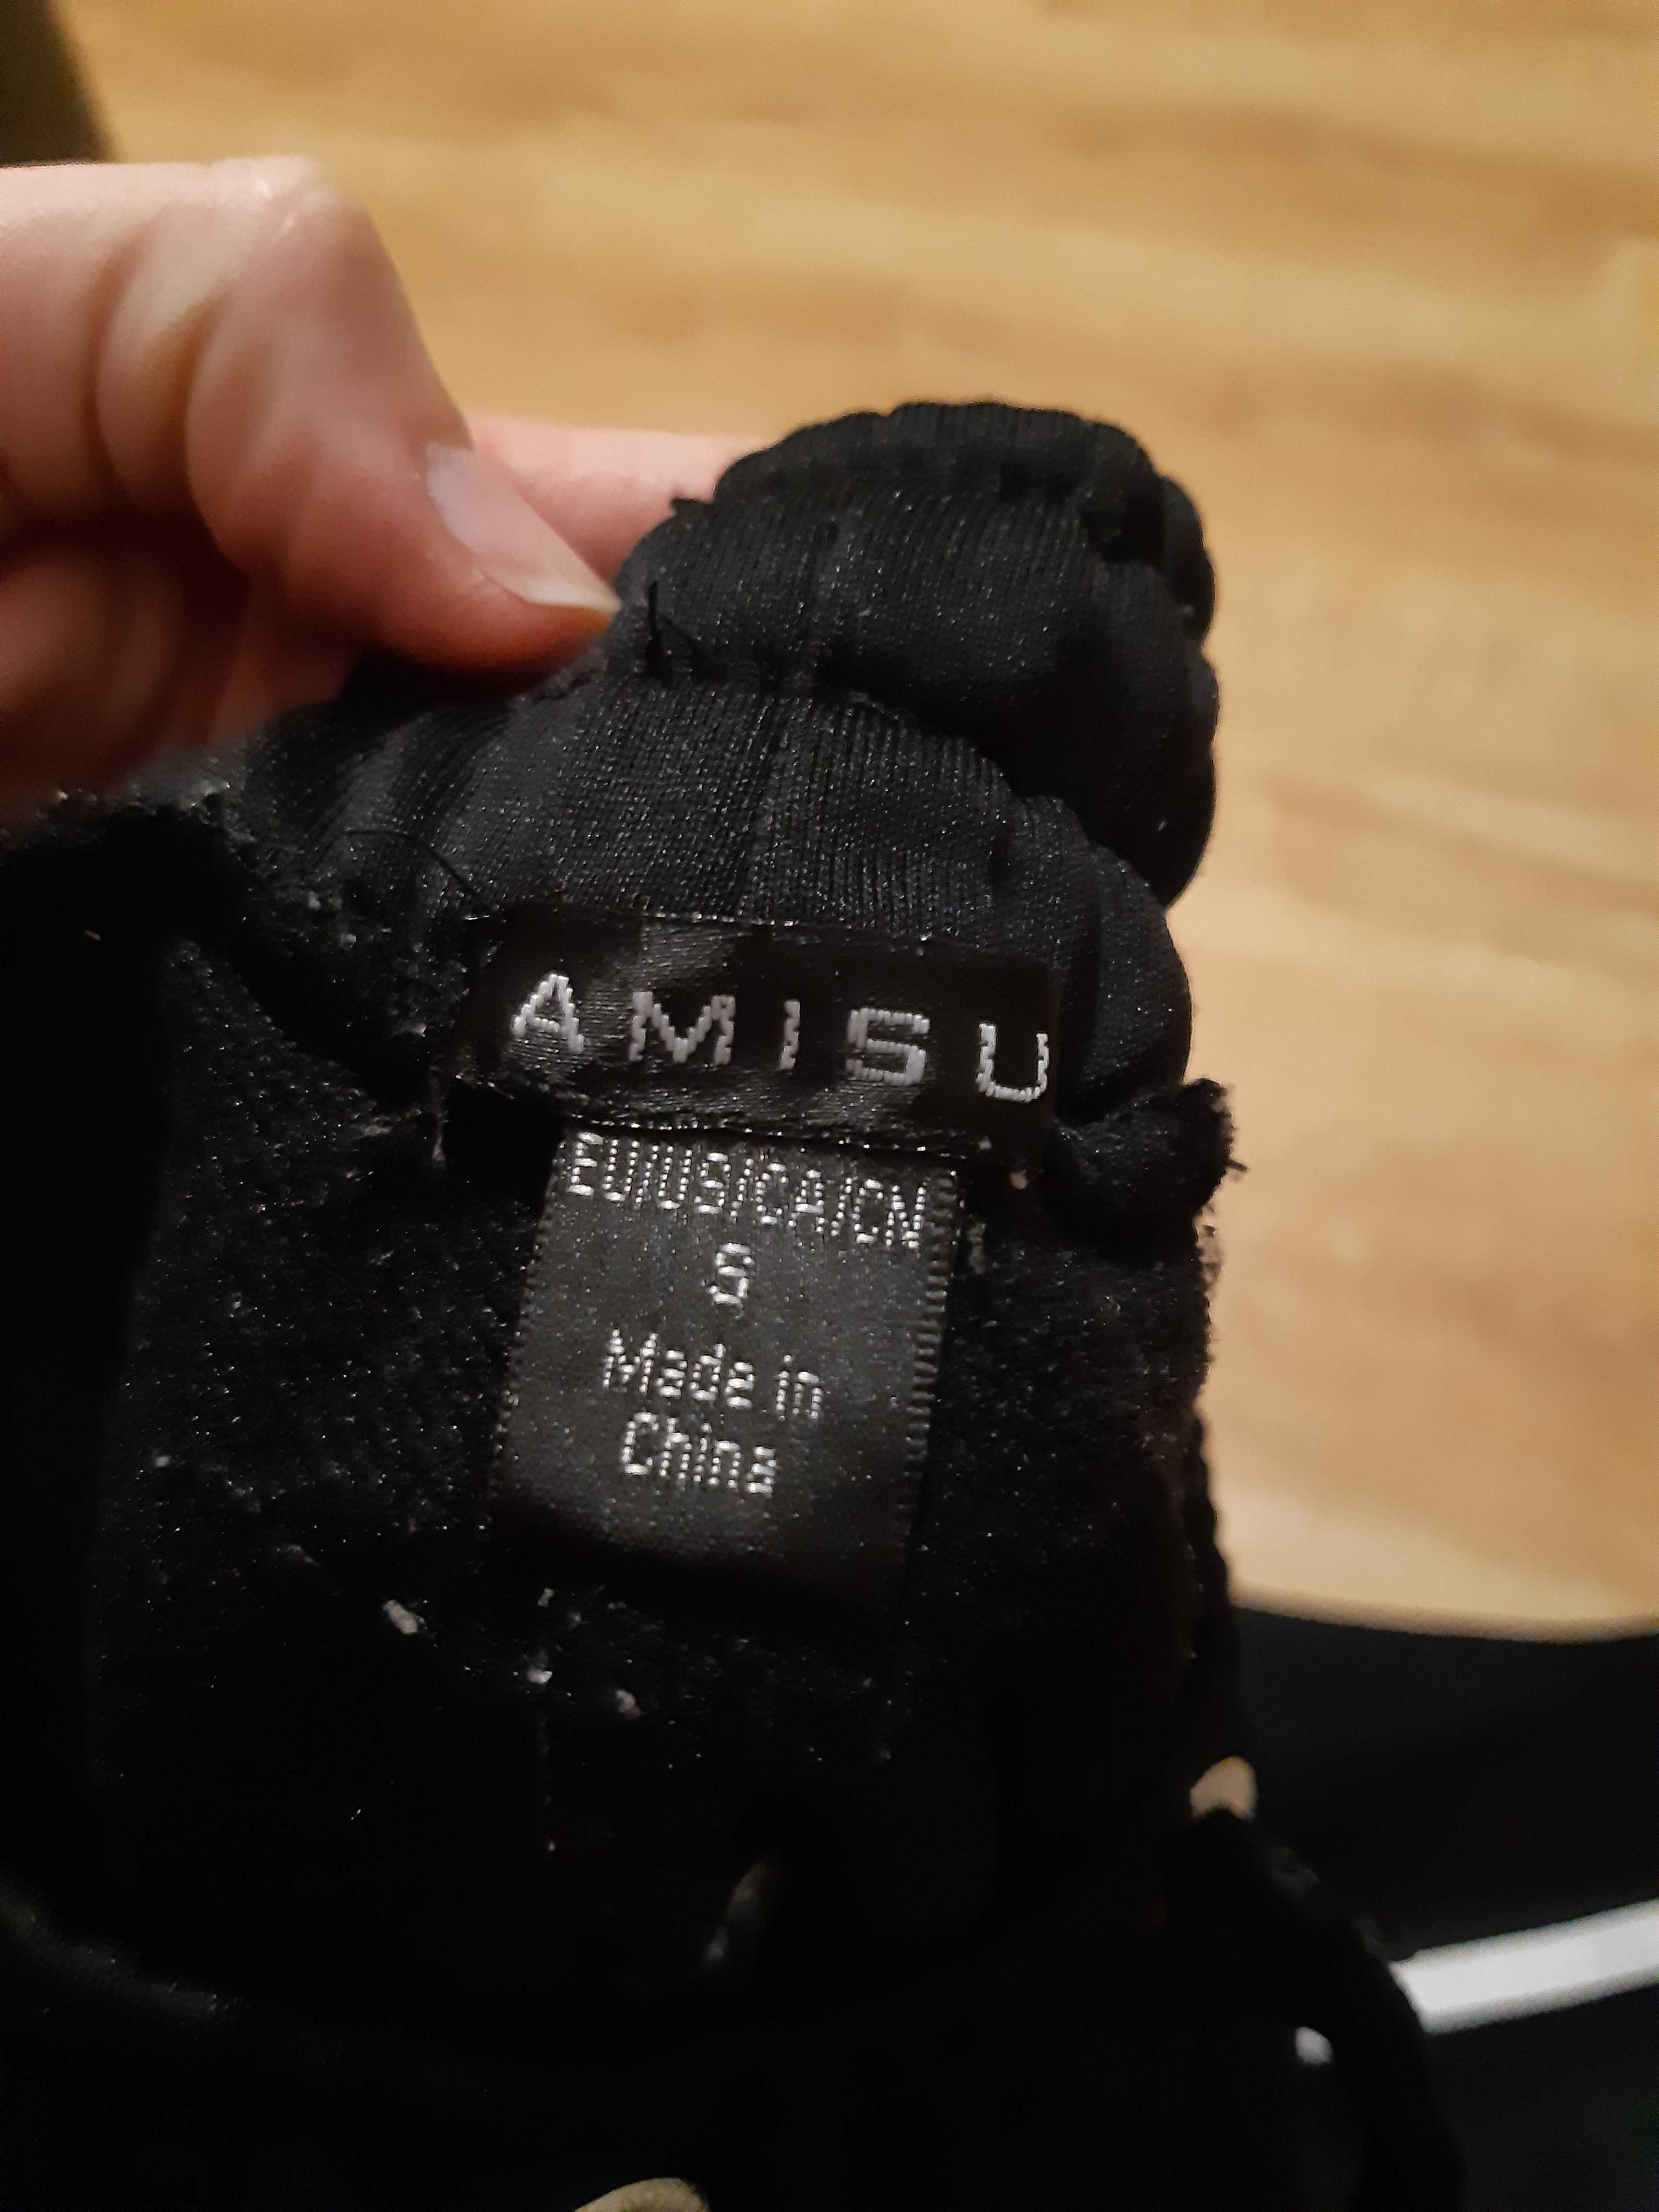 AMISU
EU/US/CA/CN
S
Made in
China